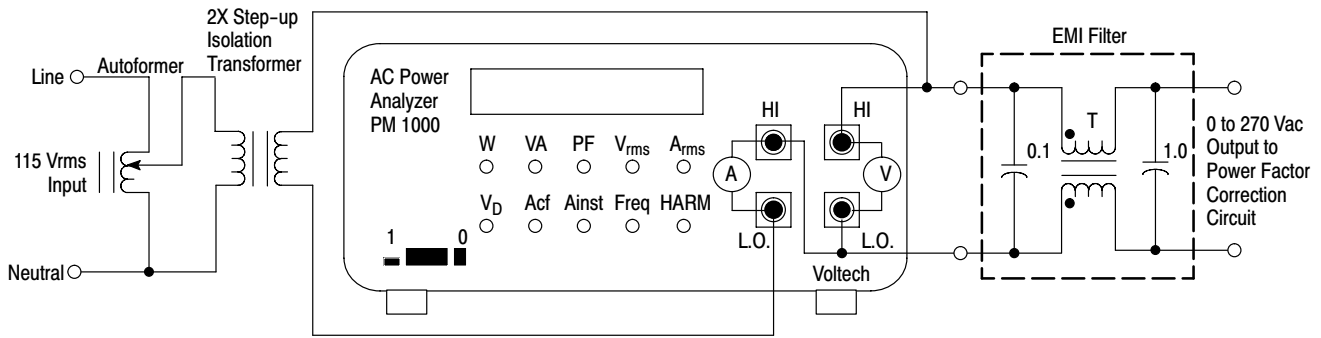 2X Step-up
Isolation
Transformer
Autoformer
Line
115 Vrms
Input
Neutral
AC Power
Analyzer
PM 1000
W VA PF Vrms Arms
VD Acf Ainst Freq HARM
1 0
HI HI
A V
L.O. L.O.
Voltech
EMI Filter
T
0.1
1.0
0 to 270 Vac
Output to
Power Factor
Correction
Circuit